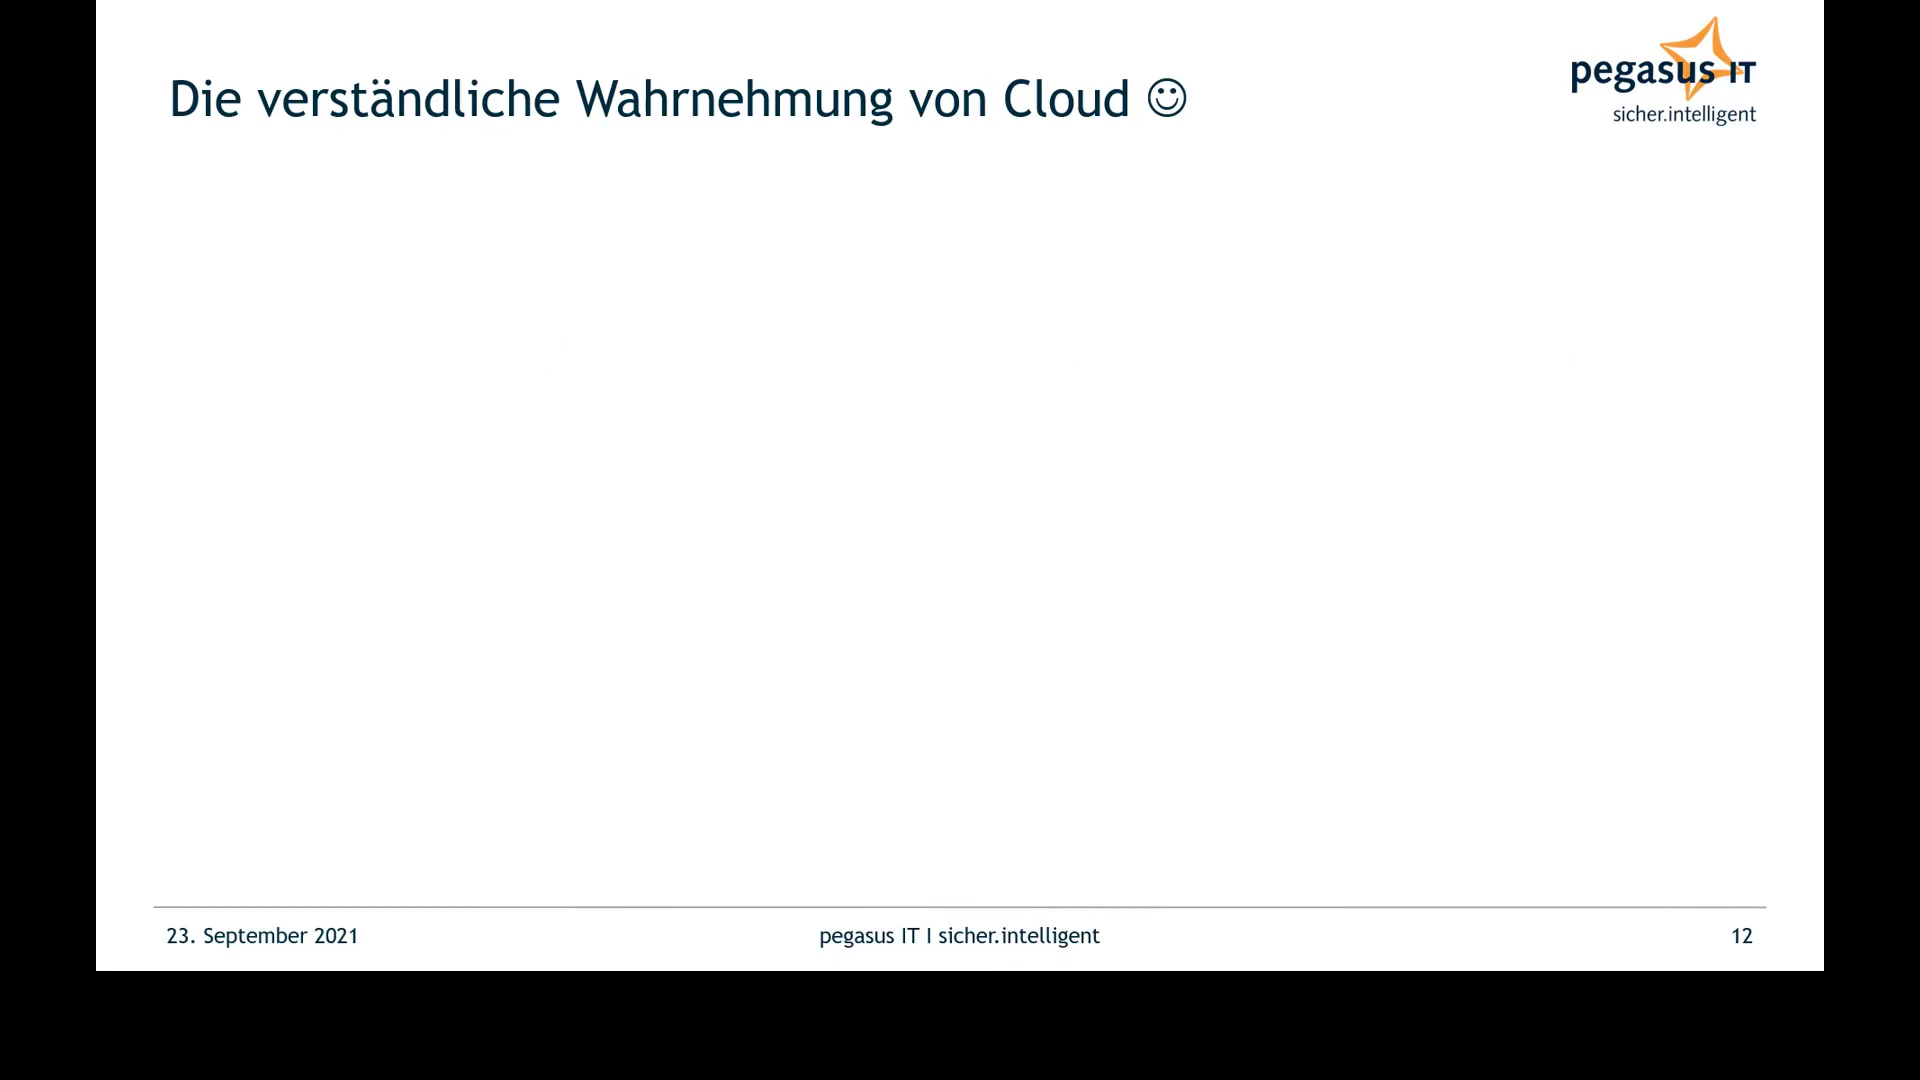 Die verständliche Wahrnehmung von Cloud ☺
pegasus IT
sicher.intelligent
23. September 2021
pegasus IT I sicher.intelligent
12